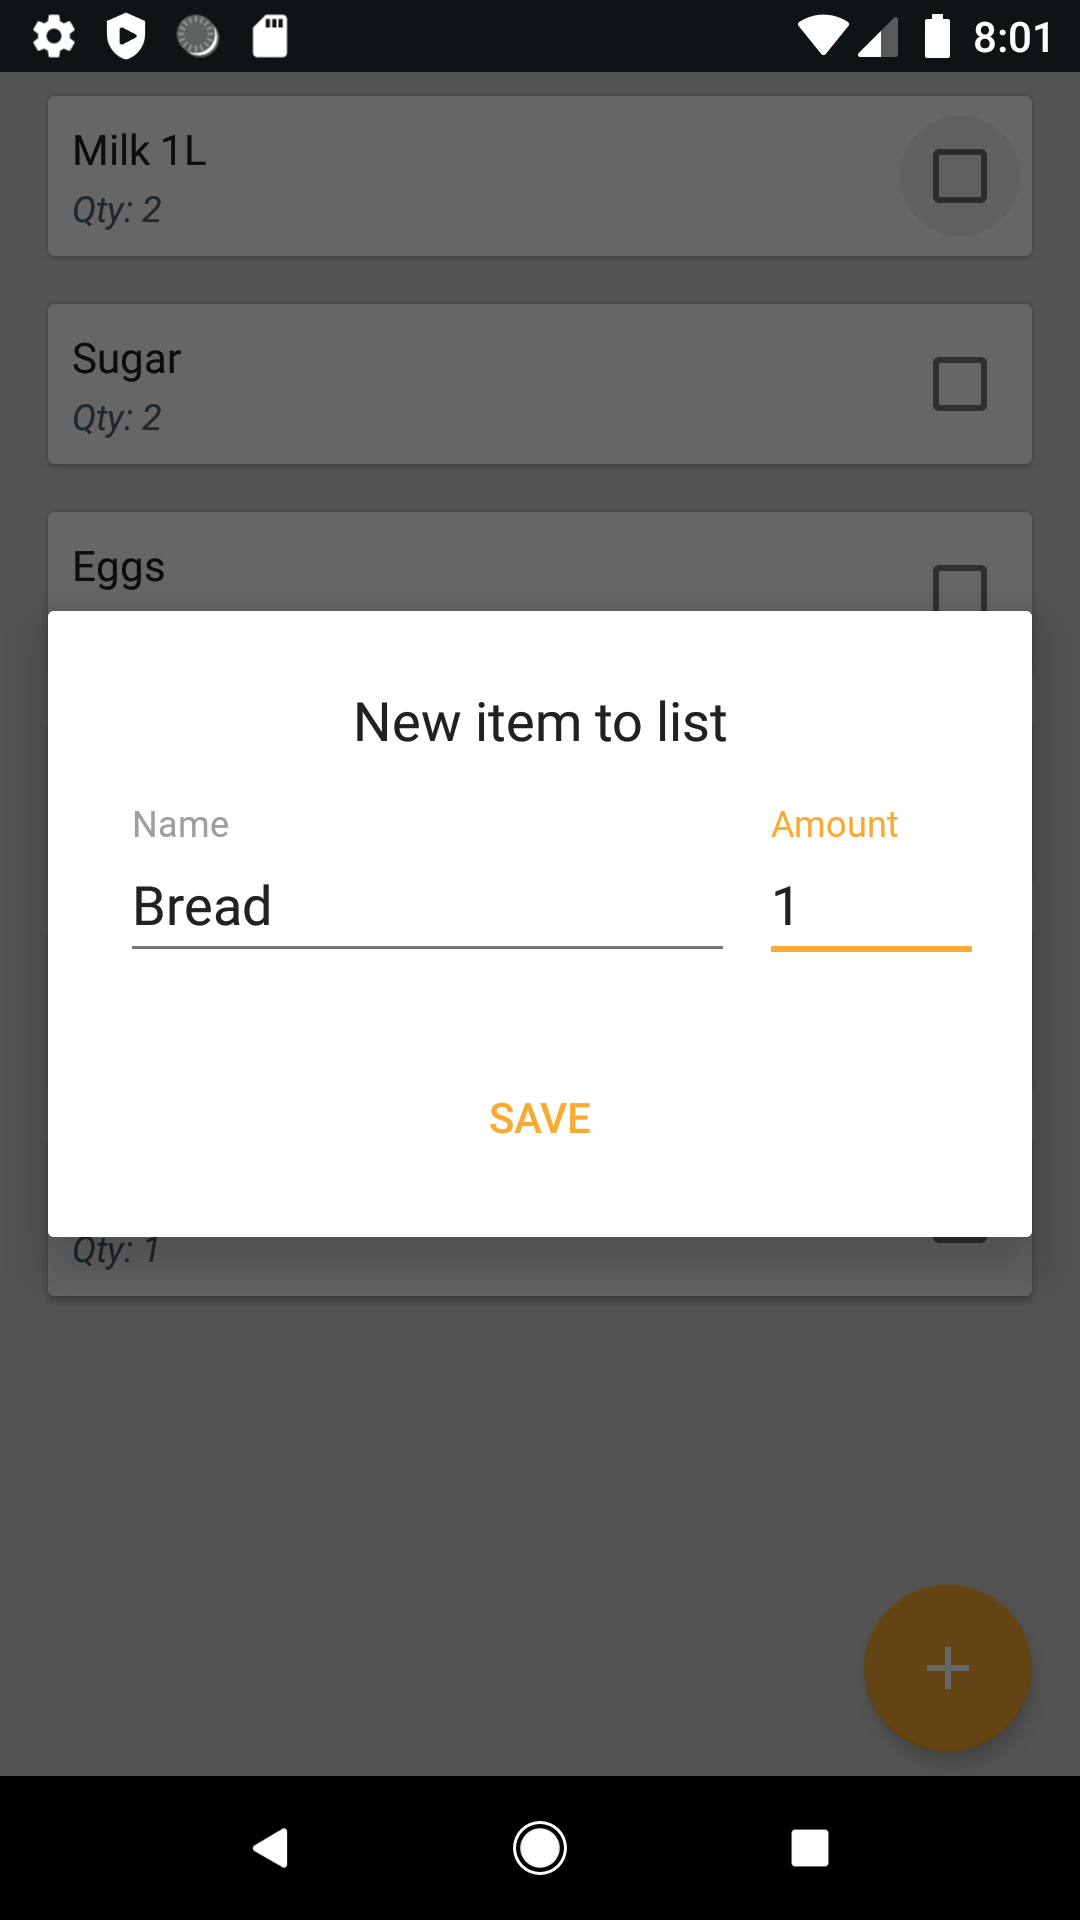 8:01
Milk 1L
Qty: 2
Sugar
Qty: 2
Eggs
New item to list
Name
Amount
Bread
1
SAVE
Qty: 1